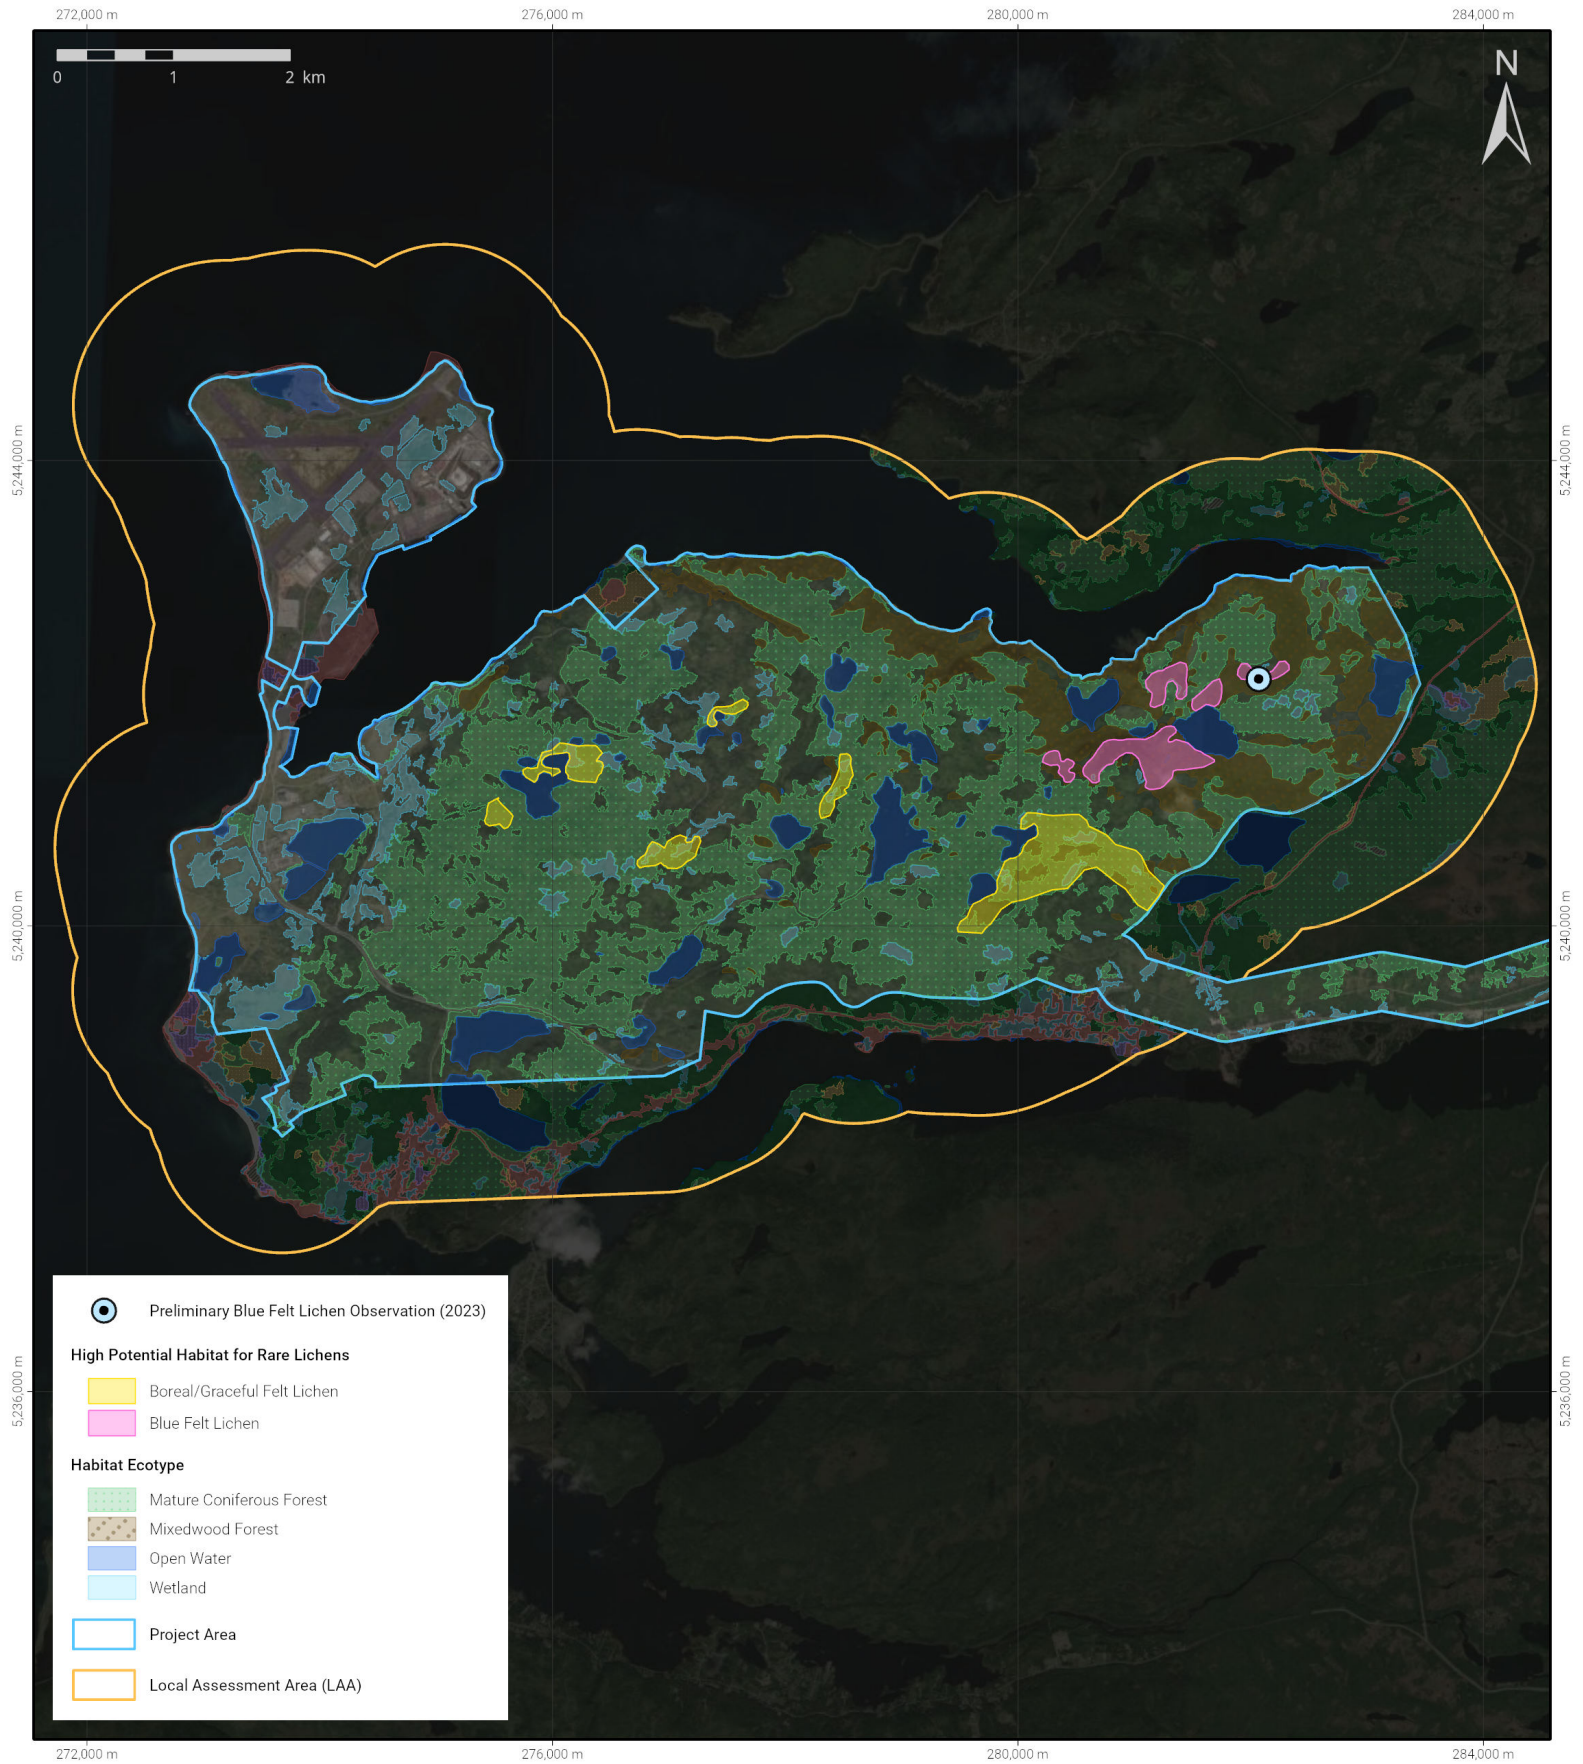 272,000 m
276,000 m
280,000 m
284,000 m
0
1
2 km
N
5,244,000 m
5,244,000 m
5,240,000 m
5,240,000 m
5,236,000 m
5,236,000 m
Preliminary Blue Felt Lichen Observation (2023)
High Potential Habitat for Rare Lichens
Boreal/Graceful Felt Lichen
Blue Felt Lichen
Habitat Ecotype
Mature Coniferous Forest
Mixedwood Forest
Open Water
Wetland
Project Area
Local Assessment Area (LAA)
272,000 m
276,000 m
280,000 m
284,000 m